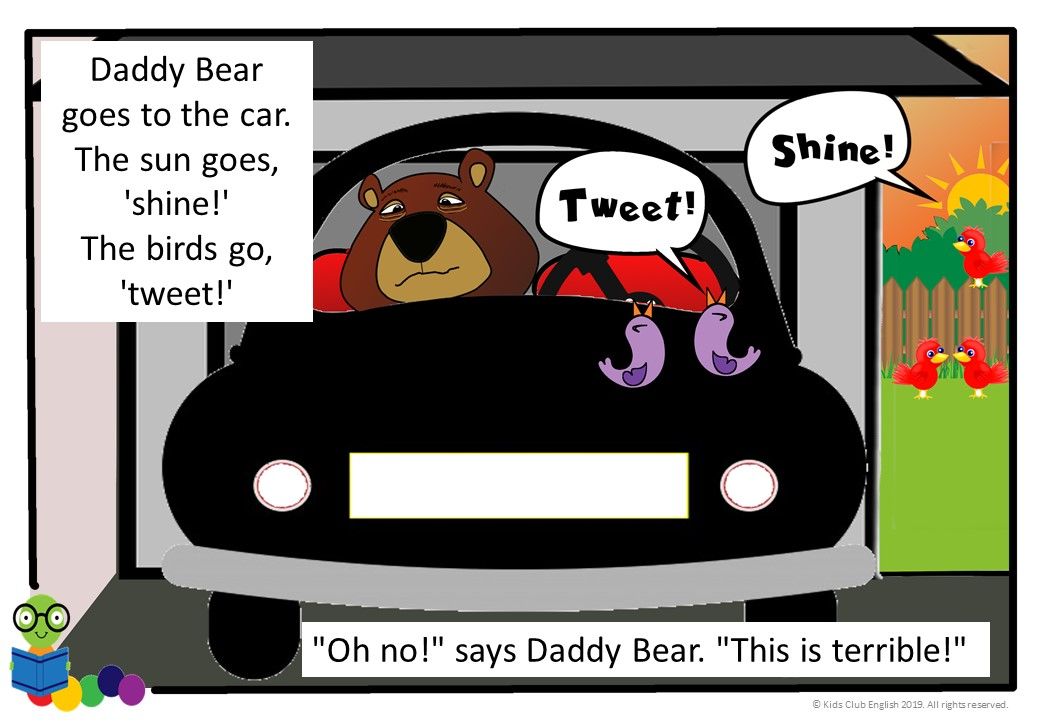 Daddy Bear
goes to the car.
The sun goes,
'shine!'
The birds go,
'tweet!'
Tweet!
Shine!
"Oh no!" says Daddy Bear. "This is terrible!"
© Kids Club English 2019. All rights reserved.